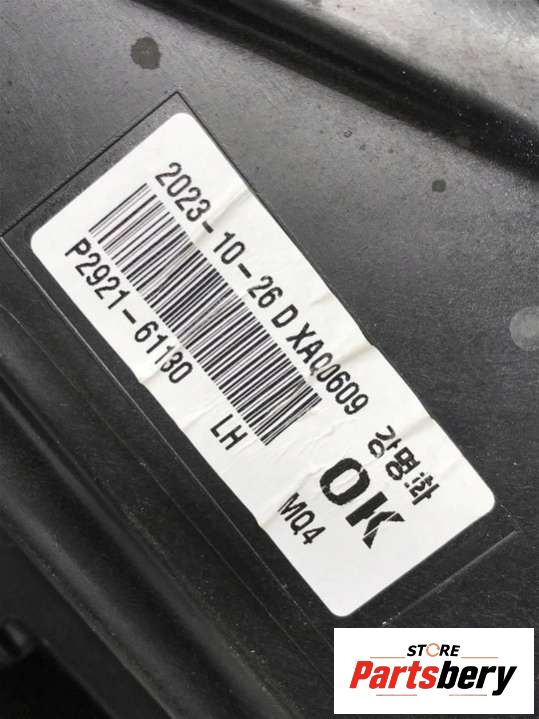 2023-10-26 D XAQ0609
P2921-61130 LH
강명화
OK
MQ4
STORE
Partsbery